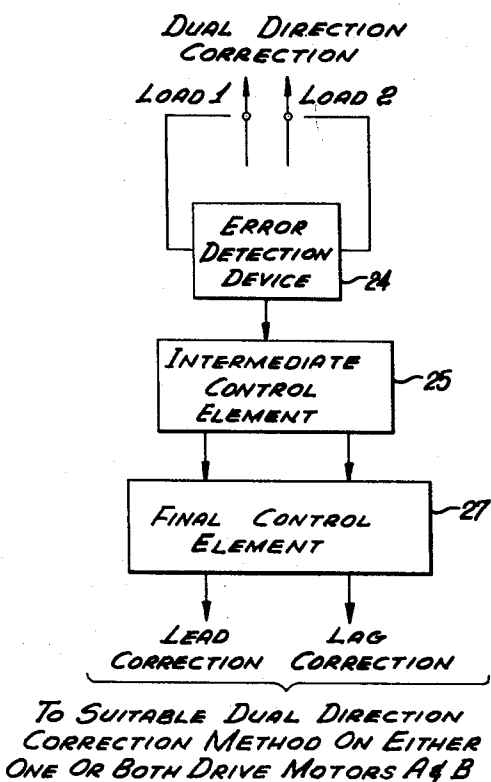 DUAL DIRECTION
CORRECTION
LOAD 1
LOAD 2
ERROR
DETECTION
DEVICE
24
INTERMEDIATE
CONTROL
ELEMENT
25
FINAL CONTROL
ELEMENT
27
LEAD
CORRECTION
LAG
CORRECTION
TO SUITABLE DUAL DIRECTION
CORRECTION METHOD ON EITHER
ONE OR BOTH DRIVE MOTORS A & B